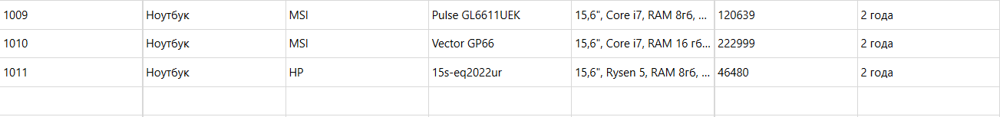 1009 Ноутбук MSI Pulse GL6611UEK 15,6", Core i7, RAM 8гб, ... 120639 2 года
1010 Ноутбук MSI Vector GP66 15,6", Core i7, RAM 16 гб... 222999 2 года
1011 Ноутбук HP 15s-eq2022ur 15,6", Rysen 5, RAM 8гб, ... 46480 2 года